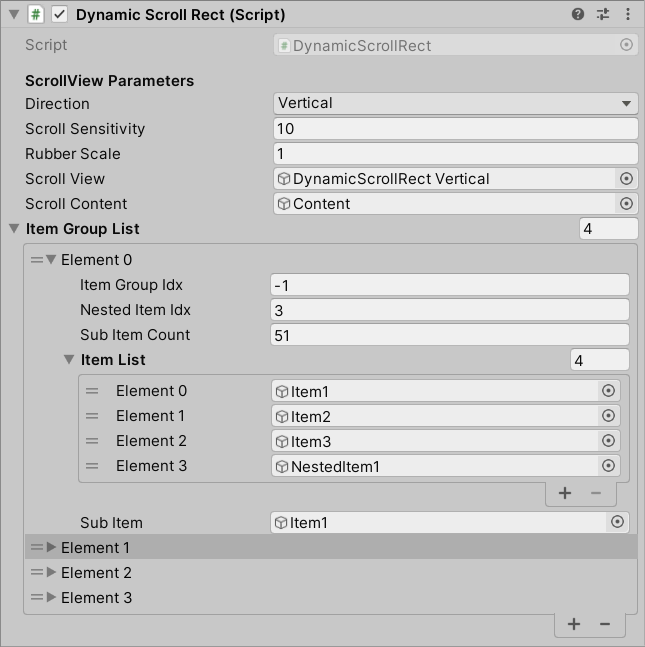 Dynamic Scroll Rect (Script)
Script DynamicScrollRect
ScrollView Parameters
Direction Vertical
Scroll Sensitivity 10
Rubber Scale 1
Scroll View DynamicScrollRect Vertical
Scroll Content Content
Item Group List 4
Element 0
Item Group Idx -1
Nested Item Idx 3
Sub Item Count 51
Item List 4
Element 0 Item1
Element 1 Item2
Element 2 Item3
Element 3 NestedItem1
Sub Item Item1
Element 1
Element 2
Element 3